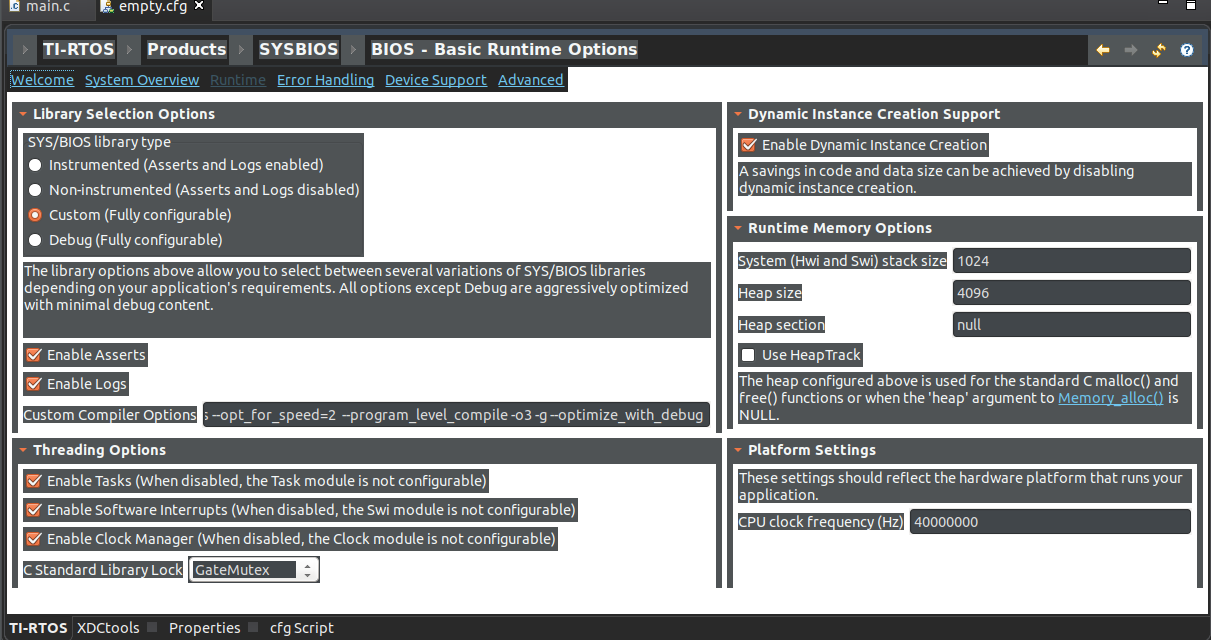 main.c
empty.cfg
TI-RTOS
Products
SYSBIOS
BIOS - Basic Runtime Options
Welcome
System Overview
Runtime
Error Handling
Device Support
Advanced
Library Selection Options
SYS/BIOS library type
Instrumented (Asserts and Logs enabled)
Non-instrumented (Asserts and Logs disabled)
Custom (Fully configurable)
Debug (Fully configurable)
The library options above allow you to select between several variations of SYS/BIOS libraries
depending on your application's requirements. All options except Debug are aggressively optimized
with minimal debug content.
Enable Asserts
Enable Logs
Custom Compiler Options
--opt_for_speed=2 --program_level_compile -o3 -g --optimize_with_debug
Threading Options
Enable Tasks (When disabled, the Task module is not configurable)
Enable Software Interrupts (When disabled, the Swi module is not configurable)
Enable Clock Manager (When disabled, the Clock module is not configurable)
C Standard Library Lock
GateMutex
Dynamic Instance Creation Support
Enable Dynamic Instance Creation
A savings in code and data size can be achieved by disabling
dynamic instance creation.
Runtime Memory Options
System (Hwi and Swi) stack size
1024
Heap size
4096
Heap section
null
Use HeapTrack
The heap configured above is used for the standard C malloc() and
free() functions or when the 'heap' argument to Memory_alloc() is
NULL.
Platform Settings
These settings should reflect the hardware platform that runs your
application.
CPU clock frequency (Hz)
40000000
TI-RTOS
XDCtools
Properties
cfg Script